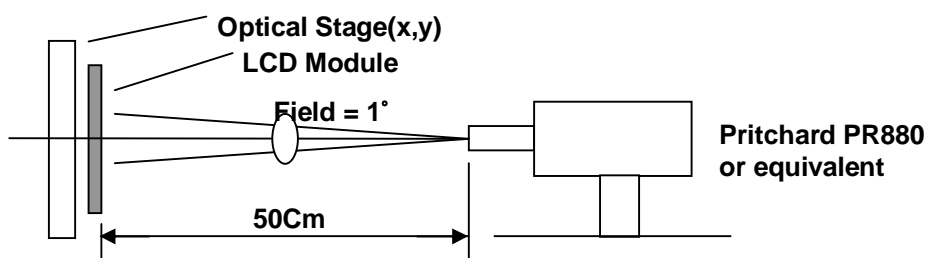 Optical Stage(x,y)
LCD Module
Field = 1˚
Pritchard PR880
or equivalent
50Cm